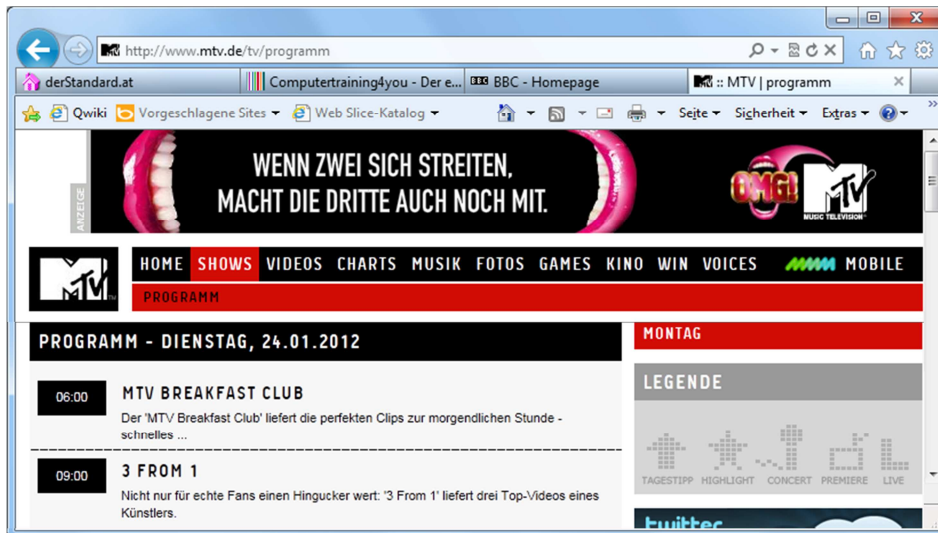 http://www.mtv.de/tv/programm
derStandard.at
Computertraining4you - Der e...
BBC BBC - Homepage
:: MTV | programm
Qwiki
Vorgeschlagene Sites
Web Slice-Katalog
Seite
Sicherheit
Extras
ANZEIGE
WENN ZWEI SICH STREITEN,
MACHT DIE DRITTE AUCH NOCH MIT.
OMG!
MTV
MUSIC TELEVISION
MTV
HOME SHOWS VIDEOS CHARTS MUSIK FOTOS GAMES KINO WIN VOICES MOBILE
PROGRAMM
PROGRAMM - DIENSTAG, 24.01.2012
06:00
MTV BREAKFAST CLUB
Der 'MTV Breakfast Club' liefert die perfekten Clips zur morgendlichen Stunde -
schnelles ...
09:00
3 FROM 1
Nicht nur für echte Fans einen Hingucker wert: '3 From 1' liefert drei Top-Videos eines
Künstlers.
MONTAG
LEGENDE
TAGESTIPP HIGHLIGHT CONCERT PREMIERE LIVE
twitter